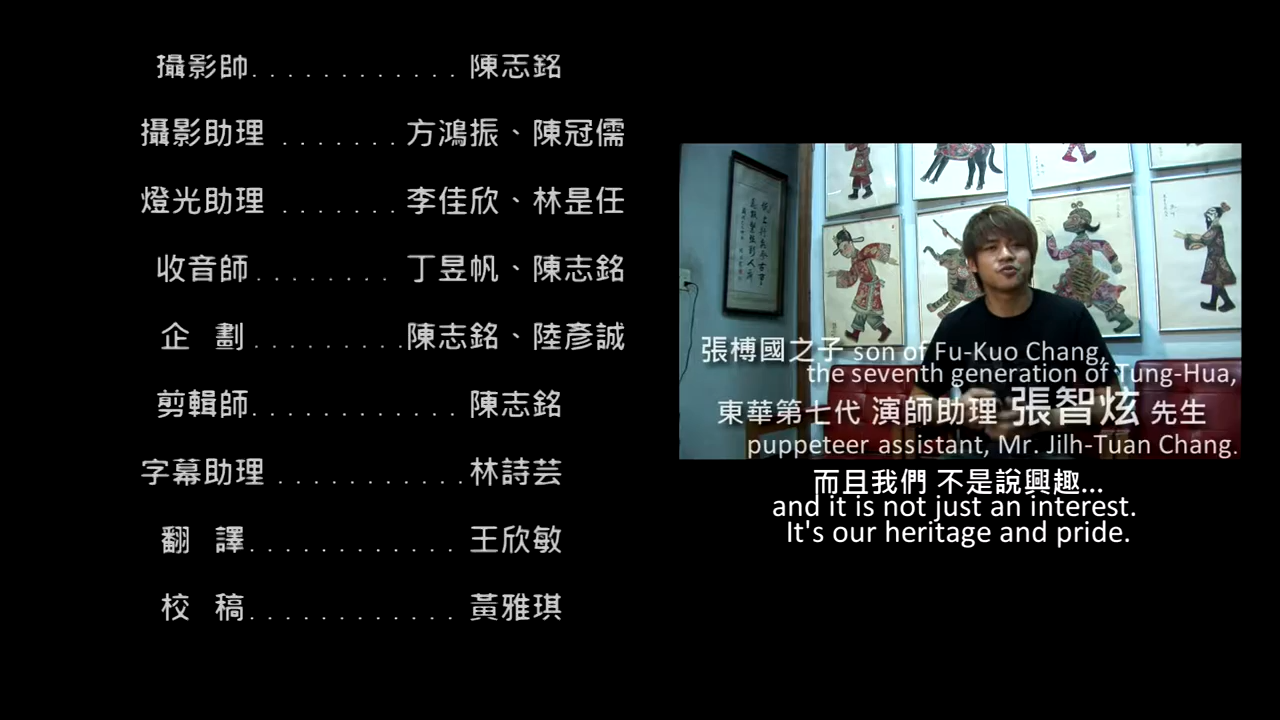 攝影師............ 陳志銘
攝影助理 ........方鴻振、陳冠儒
燈光助理 ........李佳欣、林昰任
收音師......... 丁昱帆、陳志銘
企 劃..........陳志銘、陸彥誠
剪輯師............ 陳志銘
字幕助理 ............林詩芸
翻 譯............ 王欣敏
校 稿............ 黃雅琪
張榑國之子 son of Fu-Kuo Chang,
the seventh generation of Tung-Hua,
東華第七代 演師助理 張智炫 先生
puppeteer assistant, Mr. Jilh-Tuan Chang.
而且我們 不是說興趣...
and it is not just an interest.
It's our heritage and pride.